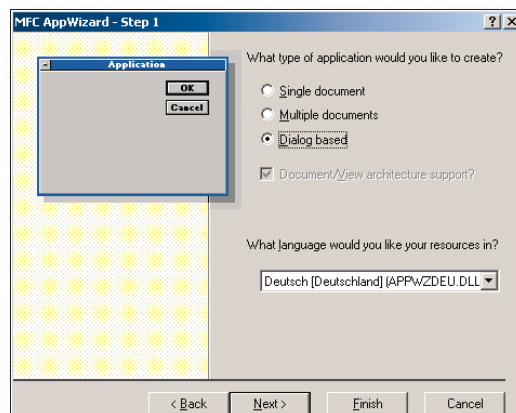 MFC AppWizard - Step 1
Application
OK
Cancel
What type of application would you like to create?
Single document
Multiple documents
Dialog based
Document/View architecture support?
What language would you like your resources in?
Deutsch [Deutschland] (APPWZDEU.DLL
< Back
Next >
Finish
Cancel